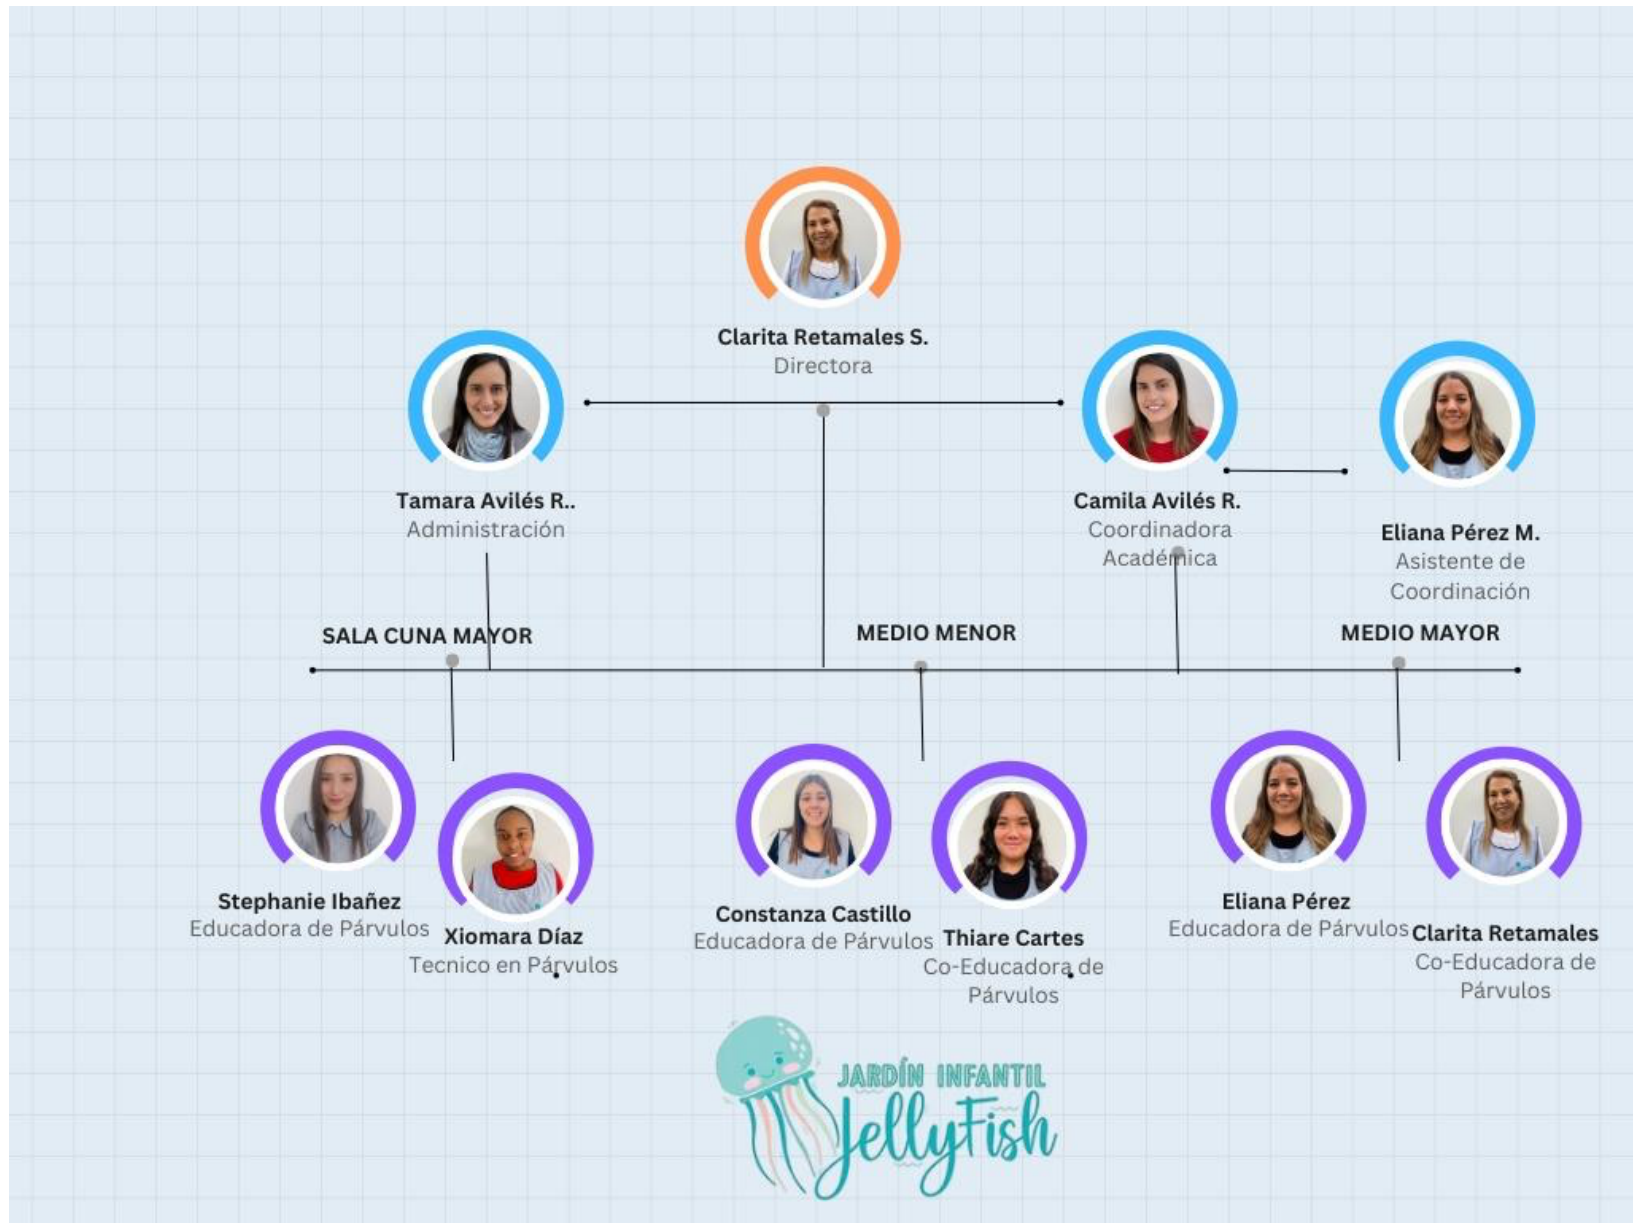 Clarita Retamales S.
Directora
Tamara Avilés R..
Administración
Camila Avilés R.
Coordinadora
Académica
Eliana Pérez M.
Asistente de
Coordinación
SALA CUNA MAYOR
MEDIO MENOR
MEDIO MAYOR
Stephanie Ibañez
Educadora de Párvulos
Xiomara Díaz
Tecnico en Párvulos
Constanza Castillo
Educadora de Párvulos
Thiare Cartes
Co-Educadora de
Párvulos
Eliana Pérez
Educadora de Párvulos
Clarita Retamales
Co-Educadora de
Párvulos
JARDÍN INFANTIL
JellyFish